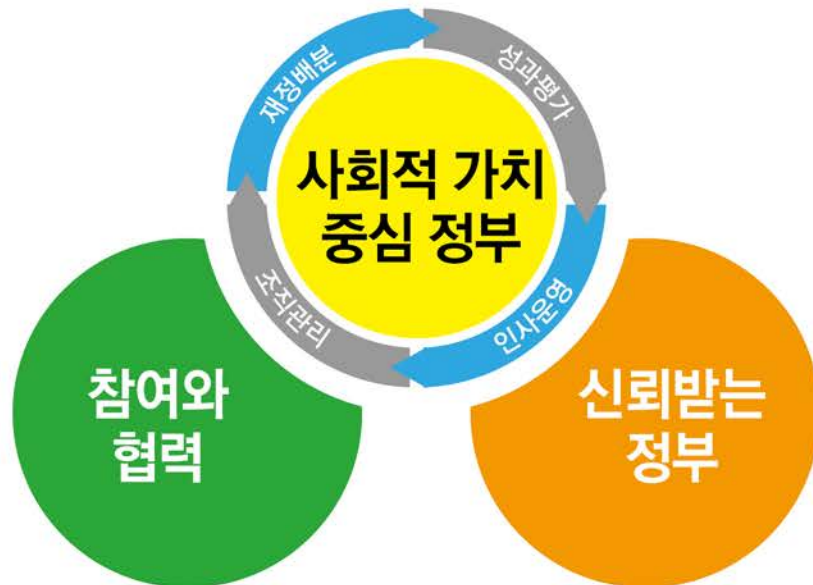 재정배분
성과평가
사회적 가치
중심 정부
조직관리
인사운영
참여와
협력
신뢰받는
정부